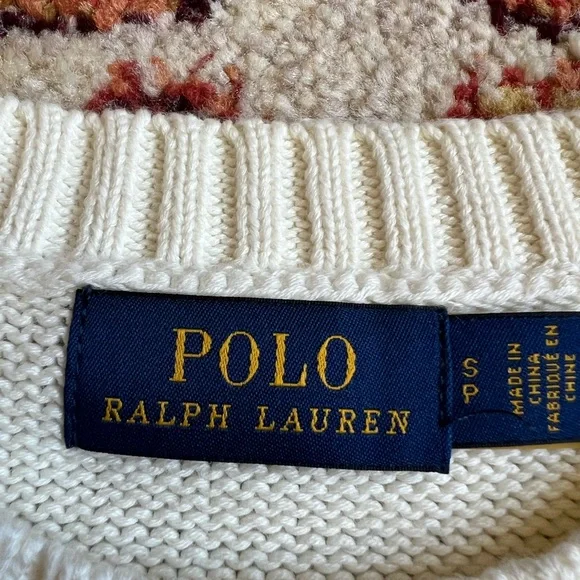 POLO
RALPH LAUREN
S
P
MADE IN
CHINA
FABRIQUÉ EN
CHINE